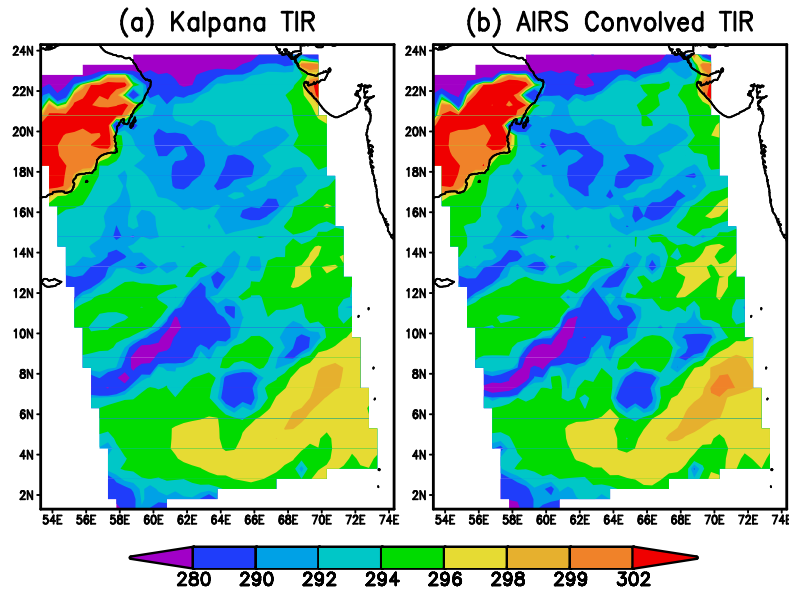 (a) Kalpana TIR
(b) AIRS Convolved TIR
24N
22N
20N
18N
16N
14N
12N
10N
8N
6N
4N
2N
54E 56E 58E 60E 62E 64E 66E 68E 70E 72E 74E
24N
22N
20N
18N
16N
14N
12N
10N
8N
6N
4N
2N
54E 56E 58E 60E 62E 64E 66E 68E 70E 72E 74E
280 290 292 294 296 298 299 302